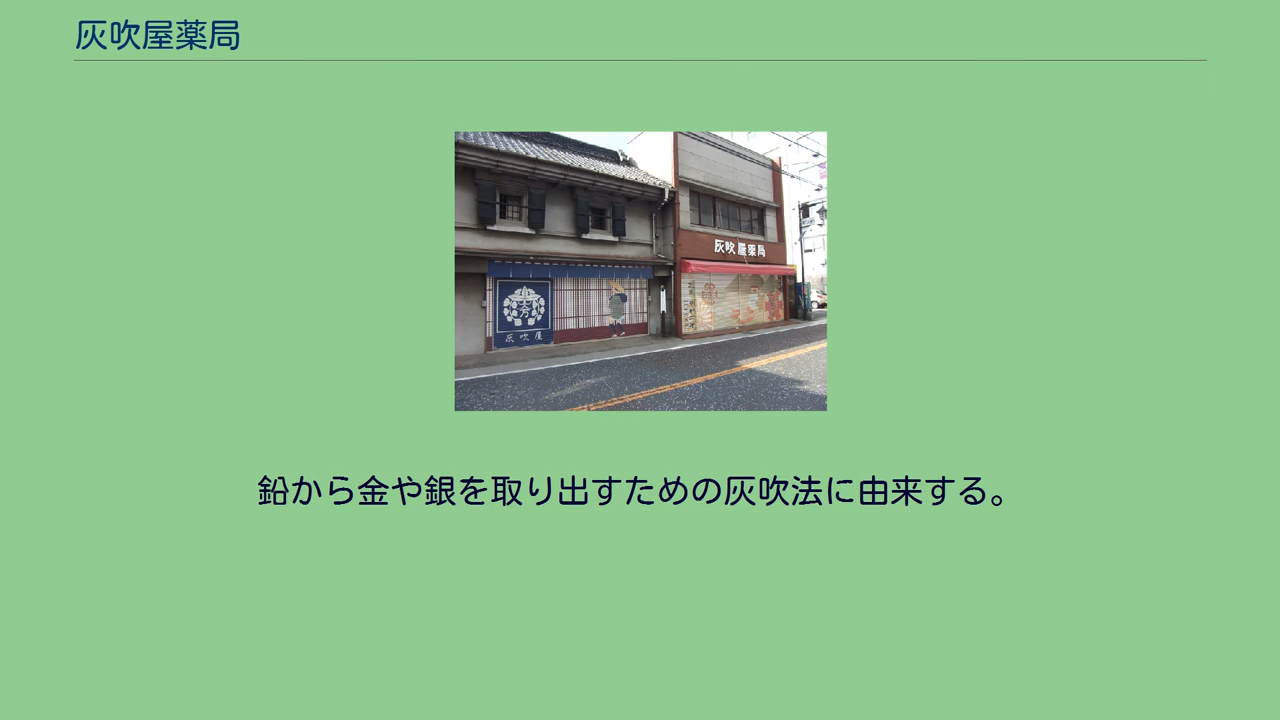 灰吹屋薬局
灰吹屋薬局
灰吹屋
鉛から金や銀を取り出すための灰吹法に由来する。